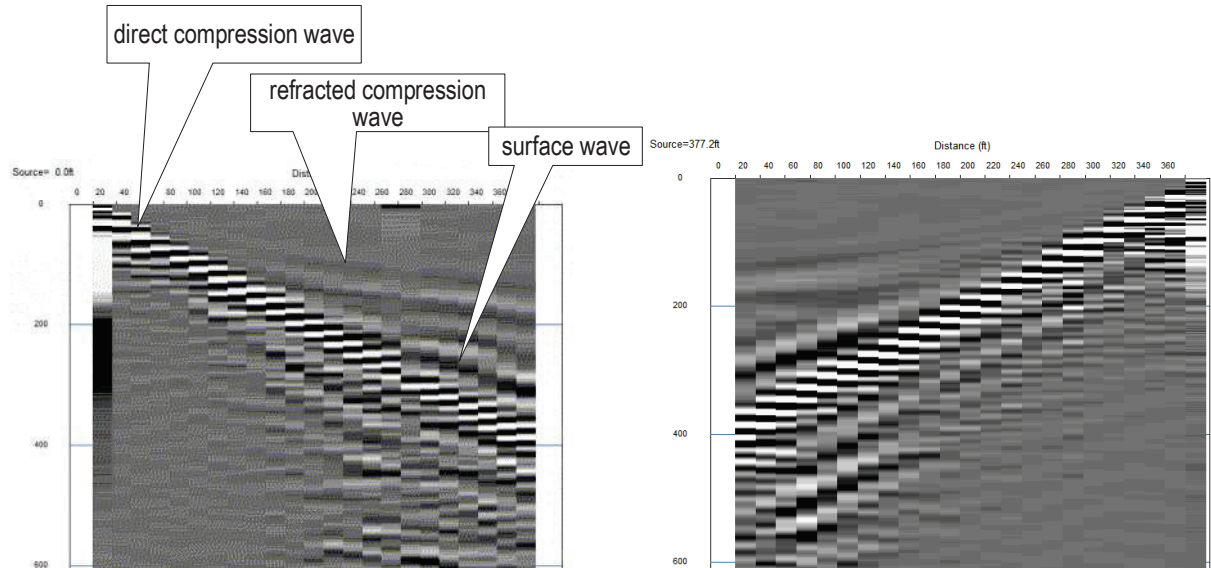 direct compression wave
refracted compression
wave
surface wave
Source= 0.0ft
20 40 80 100 120 140 160 180 240 260 280 300 320 340 360
0
200
400
600
Source=377.2ft
Distance (ft)
20 40 60 80 100 120 140 160 180 200 220 240 260 280 300 320 340 360
0
200
400
600